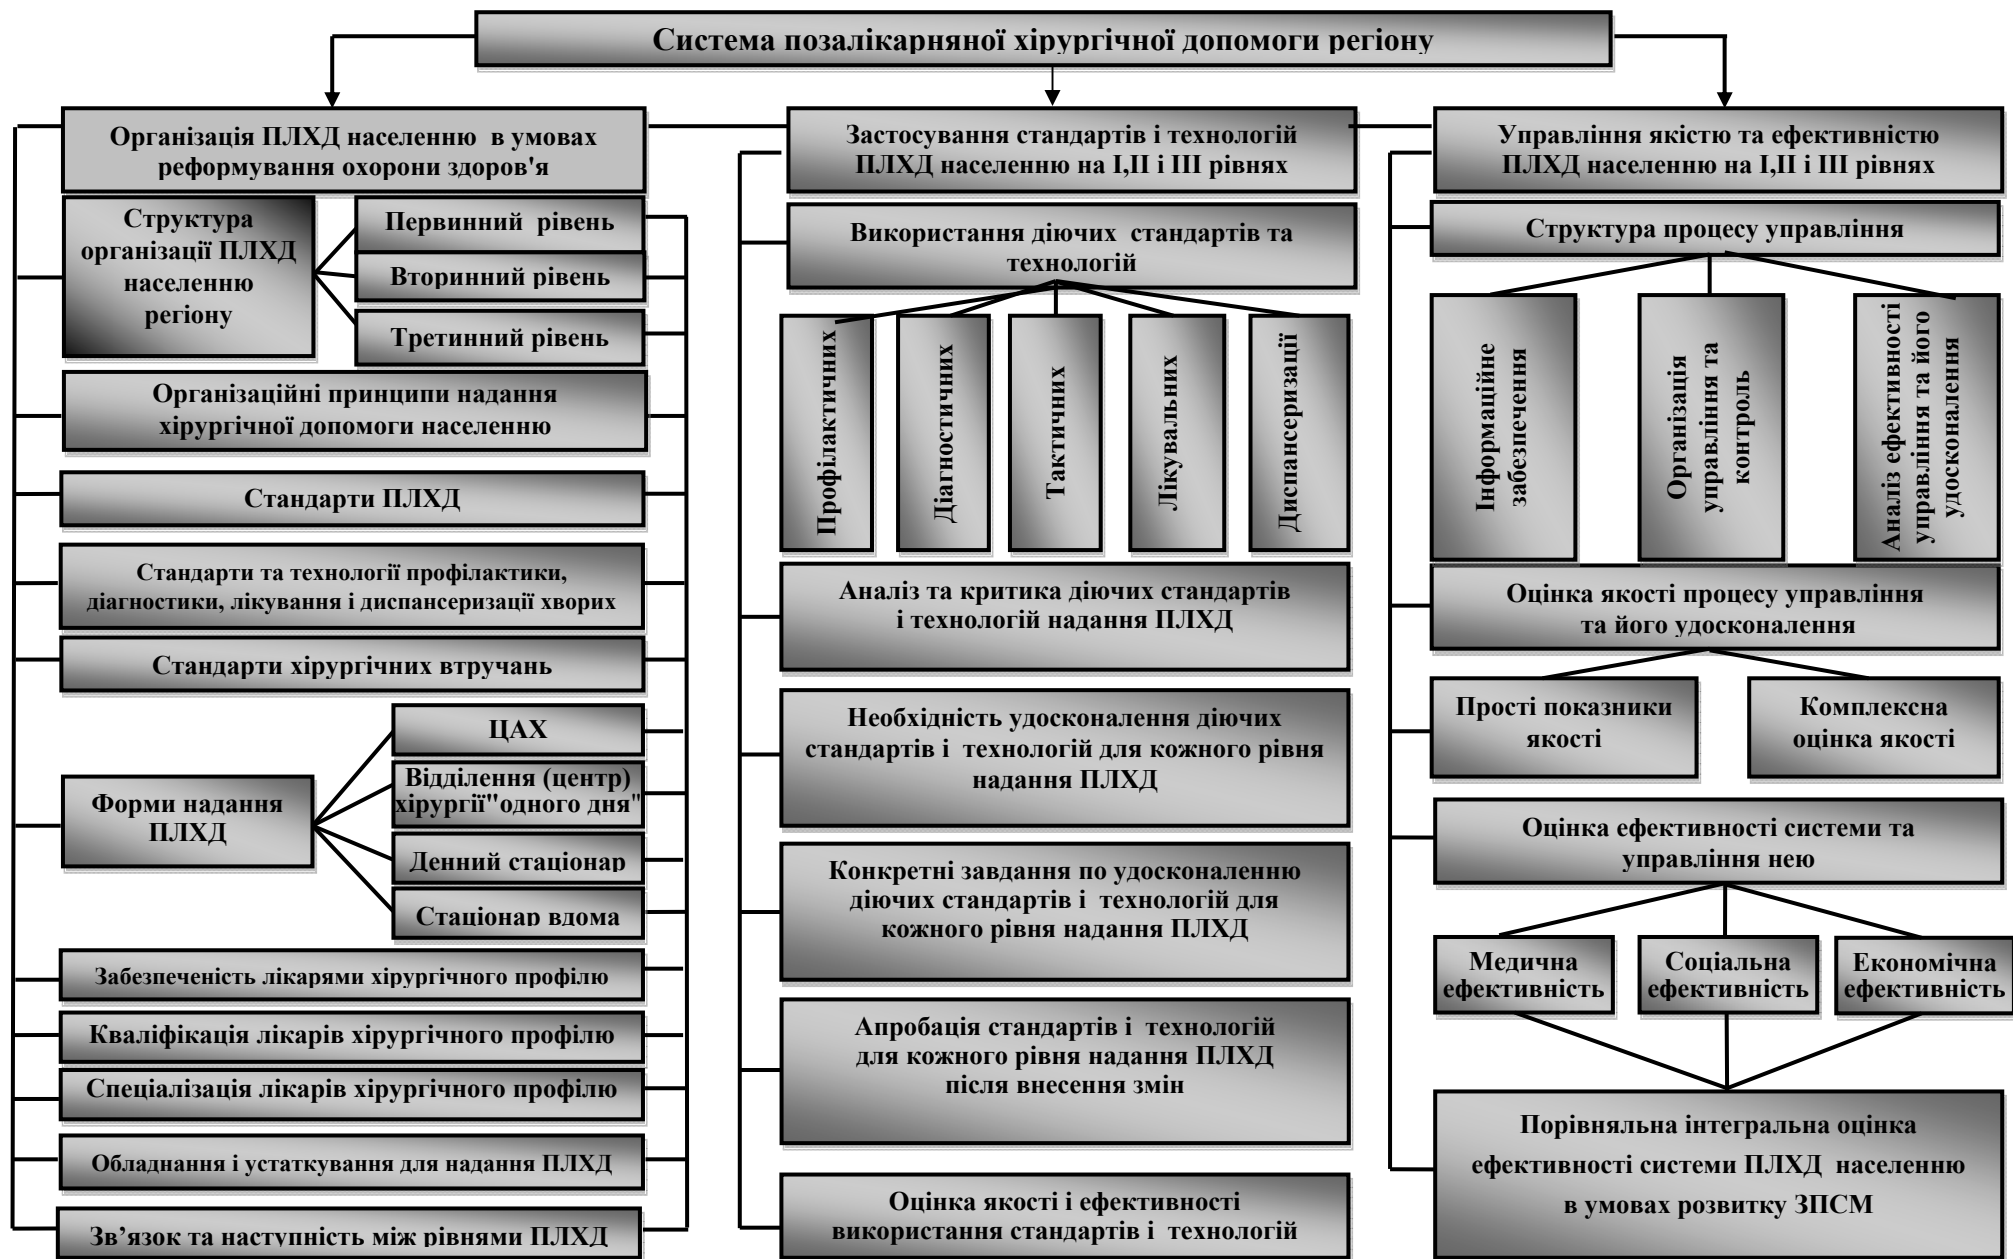 Система позалікарняної хірургічної допомоги регіону
Організація ПЛХД населенню в умовах
реформування охорони здоров'я
Структура
організації ПЛХД
населенню
регіону
Первинний рівень
Вторинний рівень
Третинний рівень
Організаційні принципи надання
хірургічної допомоги населенню
Стандарти ПЛХД
Стандарти та технології профілактики,
діагностики, лікування і диспансеризації хворих
Стандарти хірургічних втручань
Форми надання
ПЛХД
ЦАХ
Відділення (центр)
хірургії"одного дня"
Денний стаціонар
Стаціонар вдома
Забезпеченість лікарями хірургічного профілю
Кваліфікація лікарів хірургічного профілю
Спеціалізація лікарів хірургічного профілю
Обладнання і устаткування для надання ПЛХД
Зв’язок та наступність між рівнями ПЛХД
Застосування стандартів і технологій
ПЛХД населенню на І,ІІ і ІІІ рівнях
Використання діючих стандартів та
технологій
Профілактичних
Діагностичних
Тактичних
Лікувальних
Диспансеризації
Аналіз та критика діючих стандартів
і технологій надання ПЛХД
Необхідність удосконалення діючих
стандартів і технологій для кожного рівня
надання ПЛХД
Конкретні завдання по удосконаленню
діючих стандартів і технологій для
кожного рівня надання ПЛХД
Апробація стандартів і технологій
для кожного рівня надання ПЛХД
після внесення змін
Оцінка якості і ефективності
використання стандартів і технологій
Управління якістю та ефективністю
ПЛХД населенню на І,ІІ і ІІІ рівнях
Структура процесу управління
Інформаційне
забезпечення
Організація
управління та
контроль
Аналіз ефективності
управління та його
удосконалення
Оцінка якості процесу управління
та його удосконалення
Прості показники
якості
Комплексна
оцінка якості
Оцінка ефективності системи та
управління нею
Медична
ефективність
Соціальна
ефективність
Економічна
ефективність
Порівняльна інтегральна оцінка
ефективності системи ПЛХД населенню
в умовах розвитку ЗПСМ